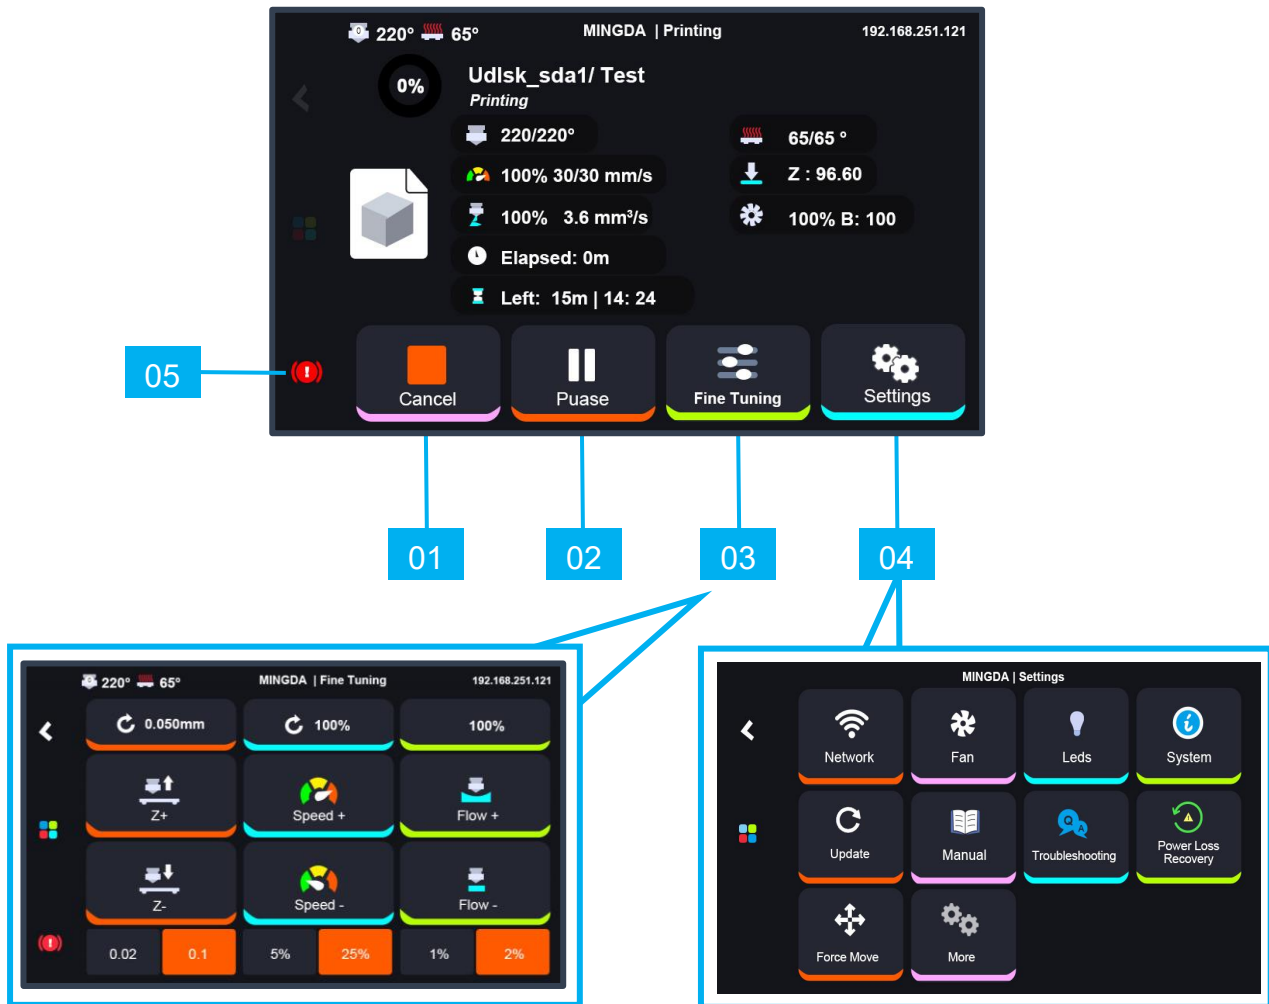 220° 65° MINGDA | Printing 192.168.251.121
0%
Udlsk_sda1/ Test
Printing
220/220° 65/65 °
100% 30/30 mm/s Z : 96.60
100% 3.6 mm³/s 100% B: 100
Elapsed: 0m
Left: 15m | 14: 24
05
Cancel Puase Fine Tuning Settings
01 02 03 04
220° 65° MINGDA | Fine Tuning 192.168.251.121
0.050mm 100% 100%
Z+ Speed + Flow +
Z- Speed - Flow -
0.02 0.1 5% 25% 1% 2%
MINGDA | Settings
Network Fan Leds System
Update Manual Troubleshooting Power Loss
Recovery
Force Move More